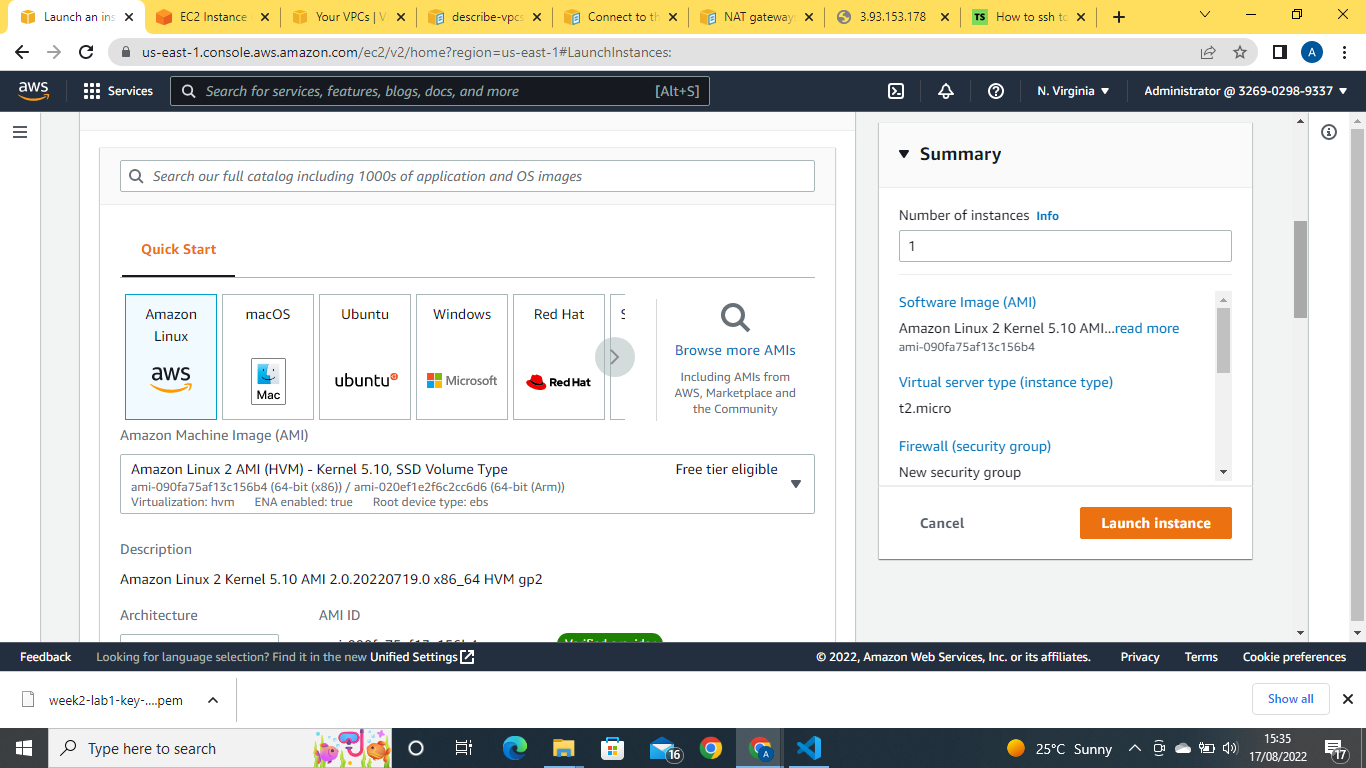 Launch an ins
EC2 Instance
Your VPCs | V
describe-vpcs
Connect to th
NAT gateway
3.93.153.178
TS
How to ssh to
us-east-1.console.aws.amazon.com/ec2/v2/home?region=us-east-1#LaunchInstances:
A
aws
Services
Search for services, features, blogs, docs, and more
[Alt+S]
N. Virginia
Administrator @ 3269-0298-9337
Search our full catalog including 1000s of application and OS images
Quick Start
Amazon
Linux
aws
macOS
Mac
Ubuntu
ubuntu
Windows
Microsoft
Red Hat
Red Hat
S
Browse more AMIs
Including AMIs from
AWS, Marketplace and
the Community
Amazon Machine Image (AMI)
Amazon Linux 2 AMI (HVM) - Kernel 5.10, SSD Volume Type
Free tier eligible
ami-090fa75af13c156b4 (64-bit (x86)) / ami-020ef1e2f6c2cc6d6 (64-bit (Arm))
Virtualization: hvm ENA enabled: true Root device type: ebs
Description
Amazon Linux 2 Kernel 5.10 AMI 2.0.20220719.0 x86_64 HVM gp2
Architecture
AMI ID
ami-090fa75af13c156b4
Verified provider
Summary
Number of instances Info
1
Software Image (AMI)
Amazon Linux 2 Kernel 5.10 AMI...read more
ami-090fa75af13c156b4
Virtual server type (instance type)
t2.micro
Firewall (security group)
New security group
Cancel
Launch instance
Feedback
Looking for language selection? Find it in the new Unified Settings
© 2022, Amazon Web Services, Inc. or its affiliates.
Privacy
Terms
Cookie preferences
week2-lab1-key-....pem
Show all
Type here to search
16
A
25°C Sunny
15:35
17/08/2022
17